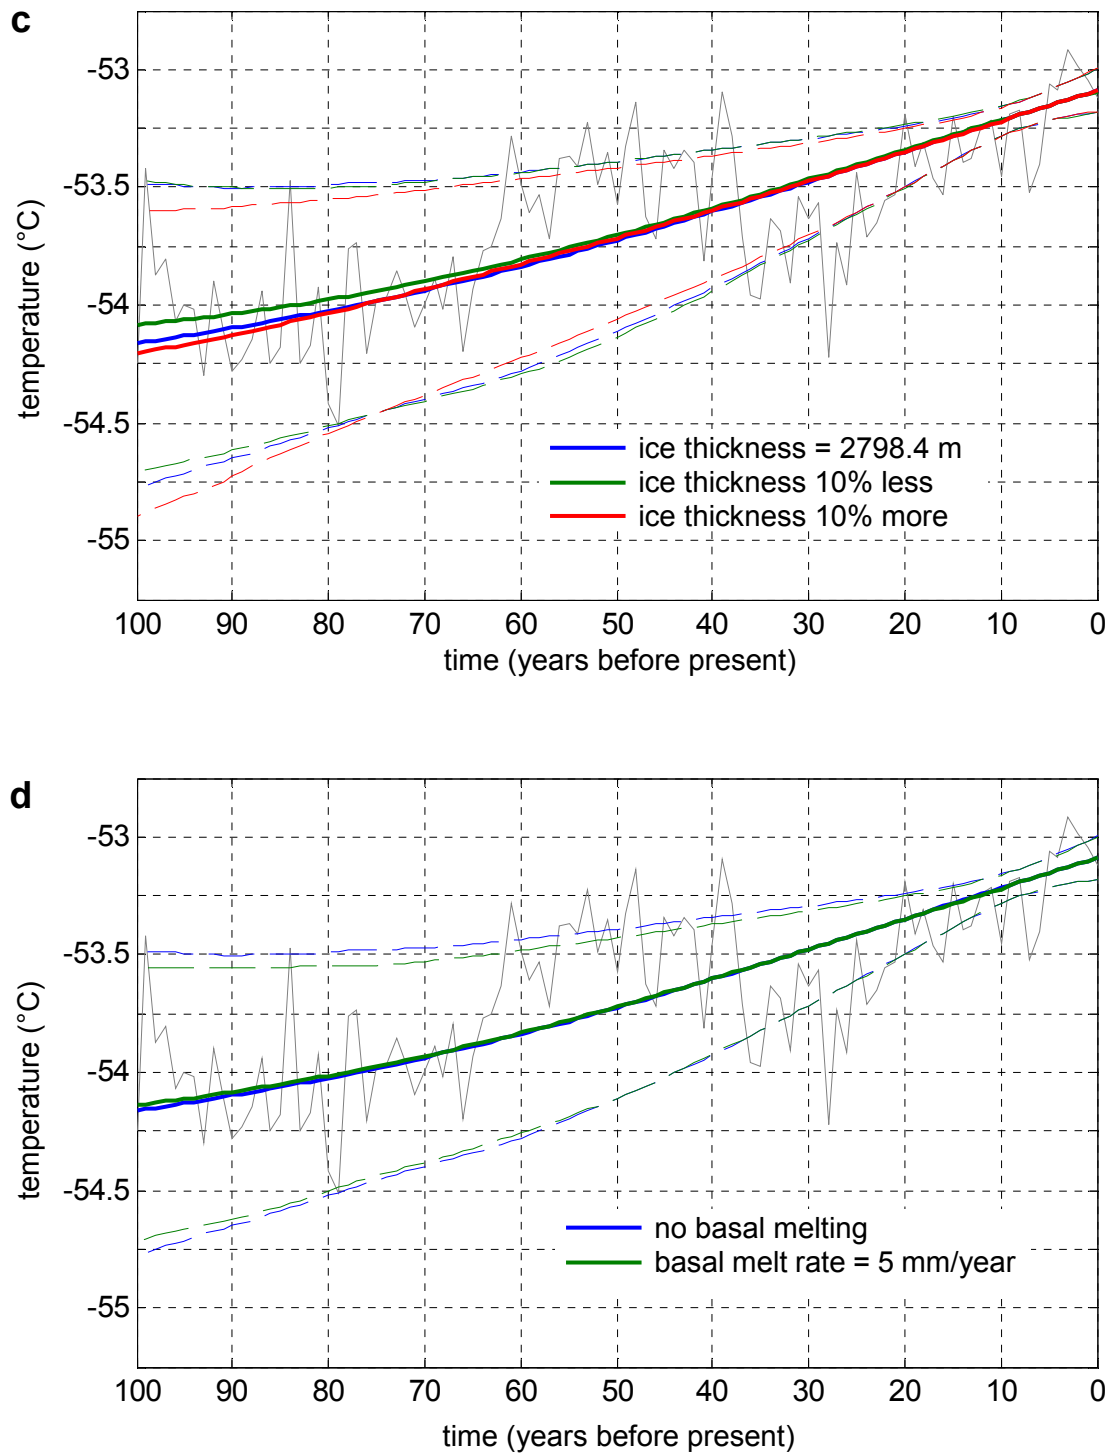 c
-53
-53.5
-54
-54.5
-55
temperature (°C)
ice thickness = 2798.4 m
ice thickness 10% less
ice thickness 10% more
100 90 80 70 60 50 40 30 20 10 0
time (years before present)
d
-53
-53.5
-54
-54.5
-55
temperature (°C)
no basal melting
basal melt rate = 5 mm/year
100 90 80 70 60 50 40 30 20 10 0
time (years before present)